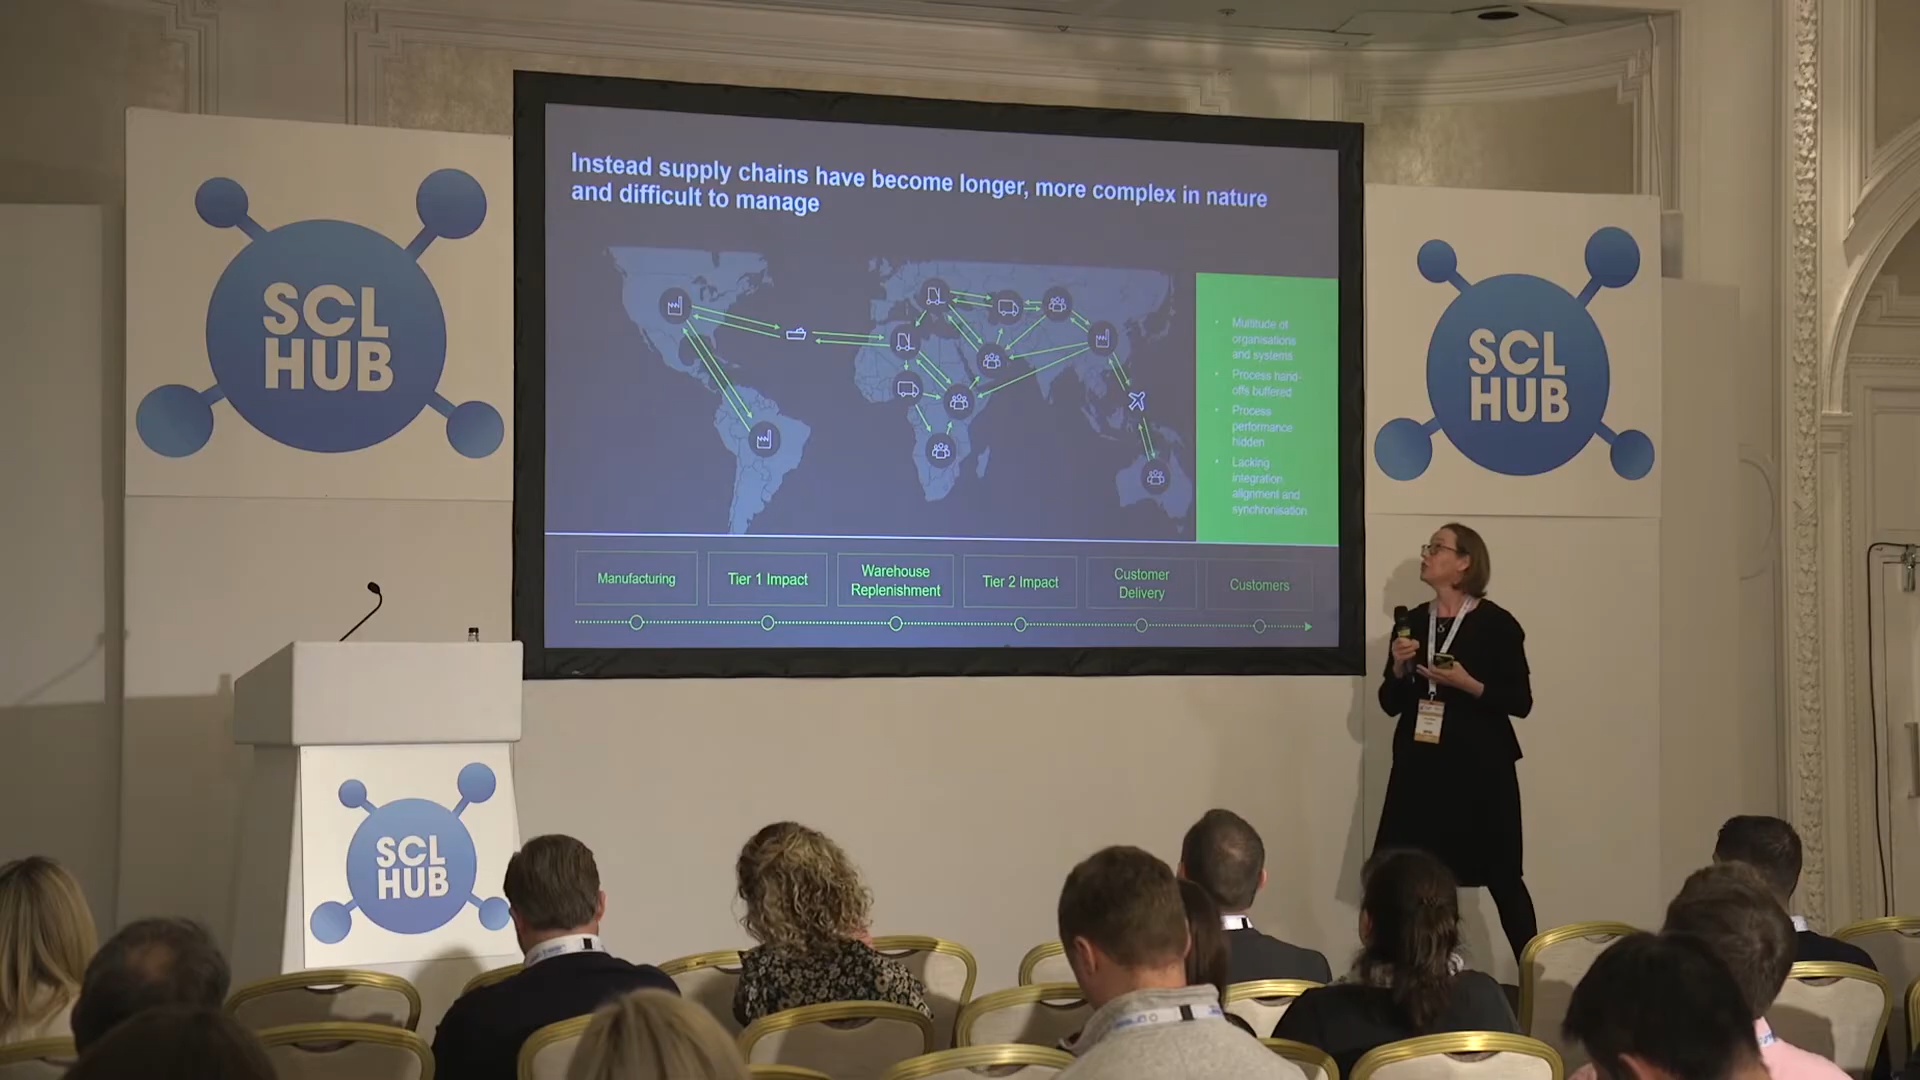 SCL
HUB
Instead supply chains have become longer, more complex in nature
and difficult to manage
Multitude of
organisations
and systems
Process hand-
offs buffered
Process
performance
hidden
Lacking
integration,
alignment and
synchronisation
Manufacturing
Tier 1 Impact
Warehouse
Replenishment
Tier 2 Impact
Customer
Delivery
Customers
SCL
HUB
SCL
HUB